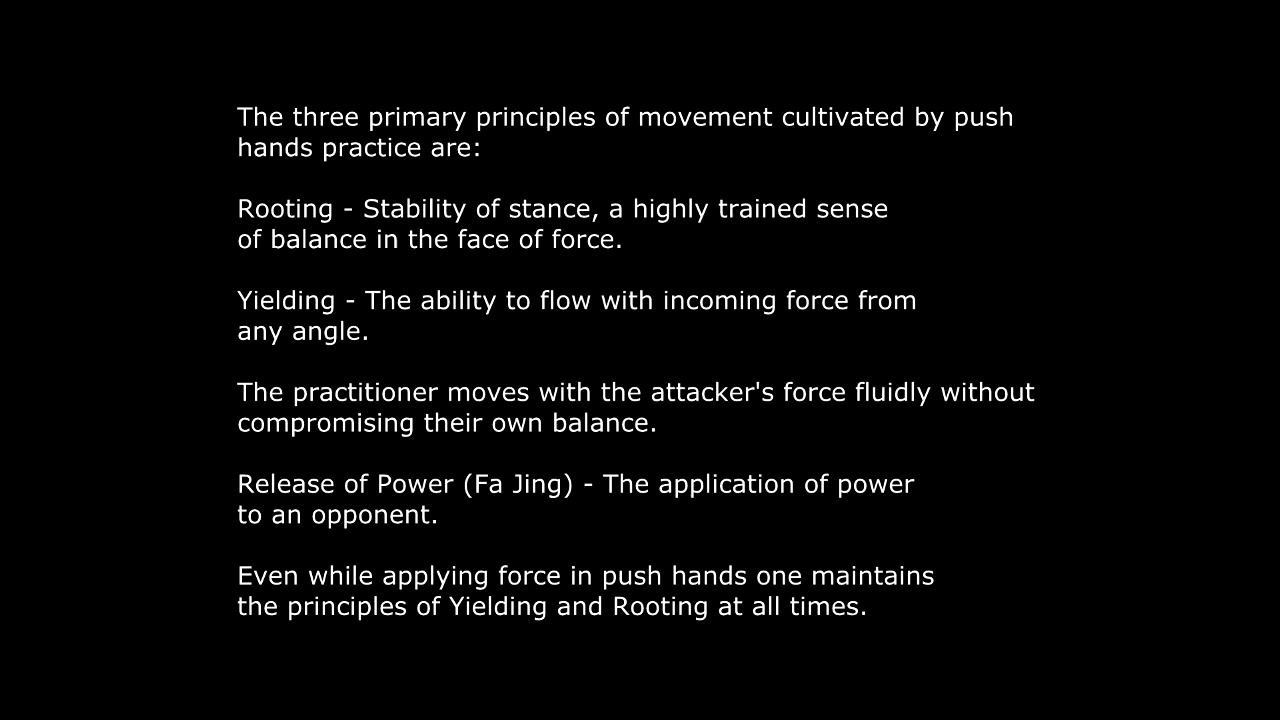 The three primary principles of movement cultivated by push
hands practice are:
Rooting - Stability of stance, a highly trained sense
of balance in the face of force.
Yielding - The ability to flow with incoming force from
any angle.
The practitioner moves with the attacker's force fluidly without
compromising their own balance.
Release of Power (Fa Jing) - The application of power
to an opponent.
Even while applying force in push hands one maintains
the principles of Yielding and Rooting at all times.